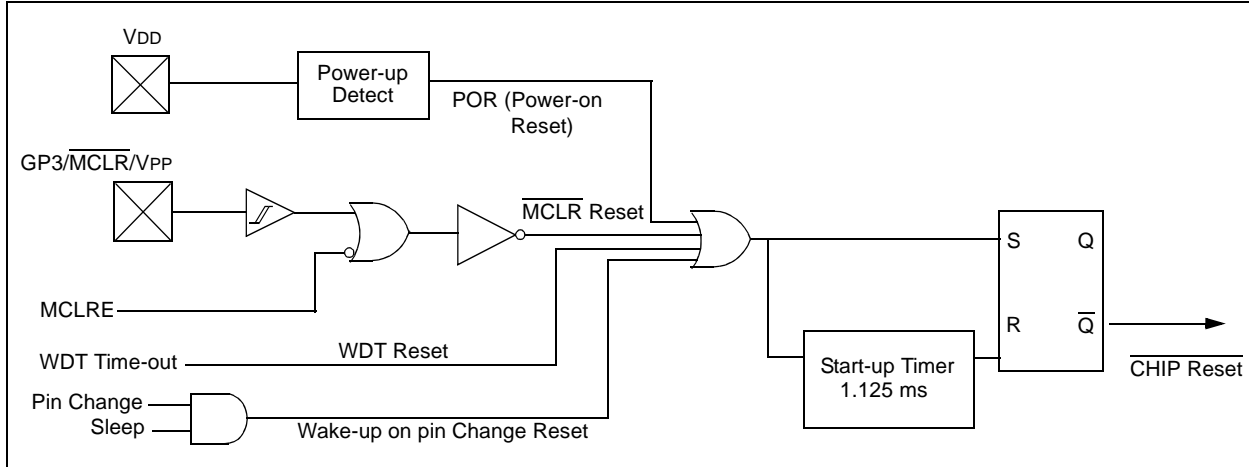 VDD
Power-up
Detect
POR (Power-on
Reset)
GP3/MCLR/VPP
MCLR Reset
MCLRE
WDT Time-out
WDT Reset
Pin Change
Sleep
Wake-up on pin Change Reset
S Q
R Q
Start-up Timer
1.125 ms
CHIP Reset